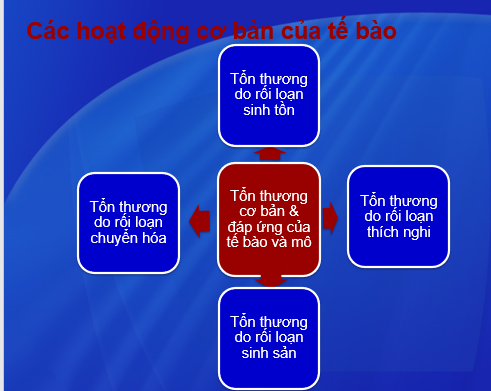 Các hoạt động cơ bản của tế bào
Tổn thương
do rối loạn
sinh tồn
Tổn thương
do rối loạn
chuyển hóa
Tổn thương
cơ bản &
đáp ứng của
tế bào và mô
Tổn thương
do rối loạn
thích nghi
Tổn thương
do rối loạn
sinh sản